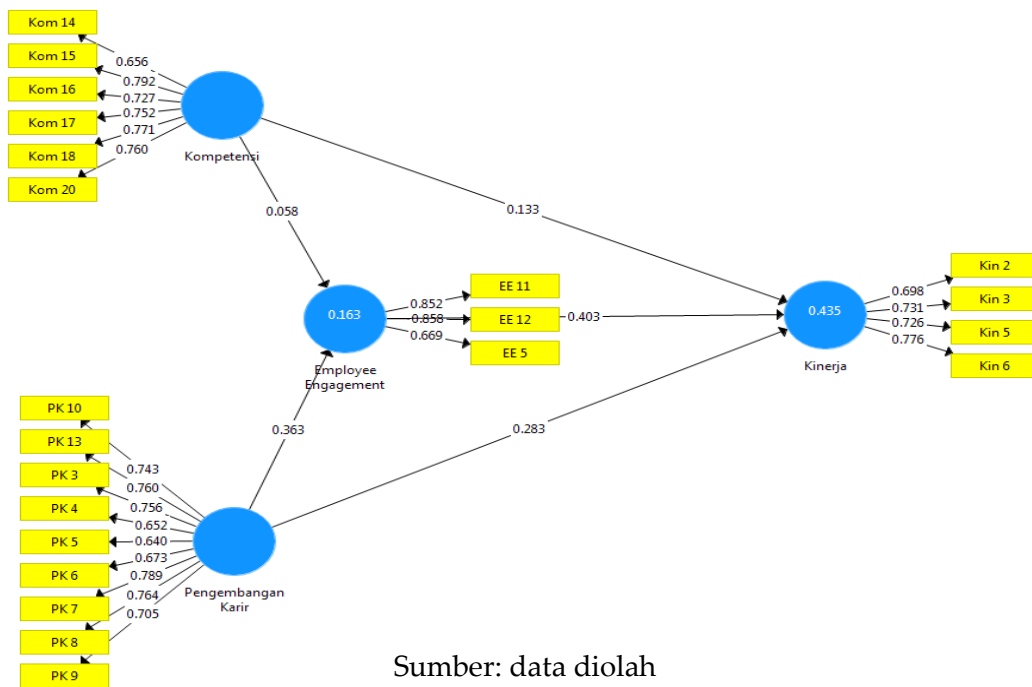 Kom 14
Kom 15
Kom 16
Kom 17
Kom 18
Kom 20
0.656
0.792
0.727
0.752
0.771
0.760
Kompetensi
0.058
0.133
0.163
Employee
Engagement
0.852
0.858
0.669
EE 11
EE 12
EE 5
0.403
0.435
Kinerja
0.698
0.731
0.726
0.776
Kin 2
Kin 3
Kin 5
Kin 6
0.363
0.283
PK 10
PK 13
PK 3
PK 4
PK 5
PK 6
PK 7
PK 8
PK 9
0.743
0.760
0.756
0.652
0.640
0.673
0.789
0.764
0.705
Pengembangan
Karir
Sumber: data diolah